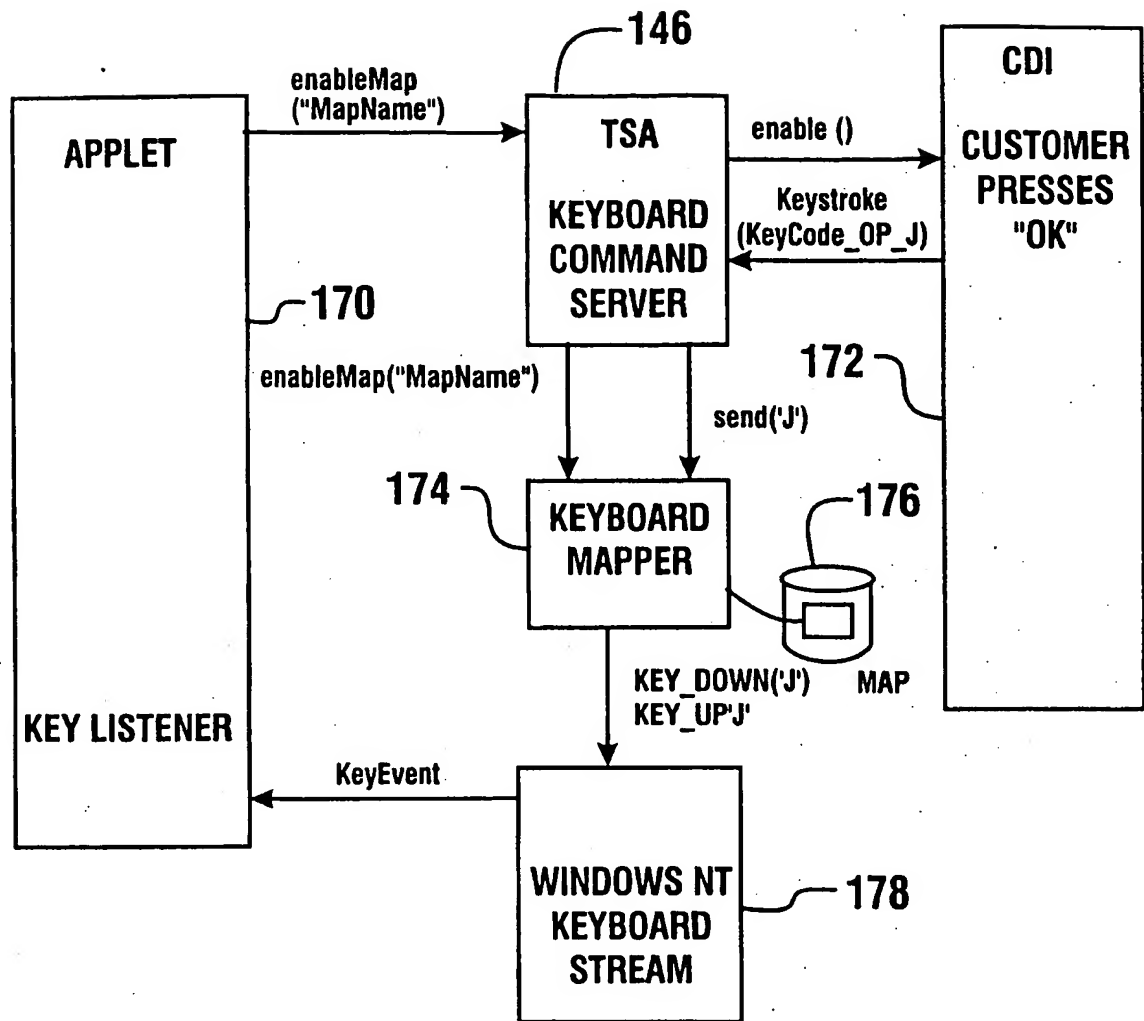 146
enableMap
("MapName")
APPLET
TSA
KEYBOARD
COMMAND
SERVER
enable ()
Keystroke
(KeyCode_OP_J)
CDI
CUSTOMER
PRESSES
"OK"
170
172
enableMap("MapName")
send('J')
174
KEYBOARD
MAPPER
176
MAP
KEY_DOWN('J')
KEY_UP'J'
KEY LISTENER
KeyEvent
WINDOWS NT
KEYBOARD
STREAM
178